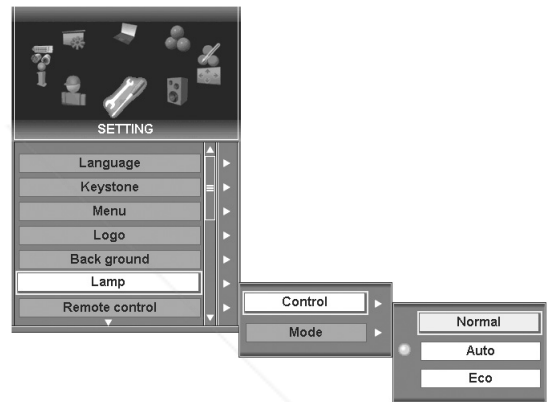 SETTING
Language
Keystone
Menu
Logo
Back ground
Lamp
Remote control
Control
Mode
Normal
Auto
Eco